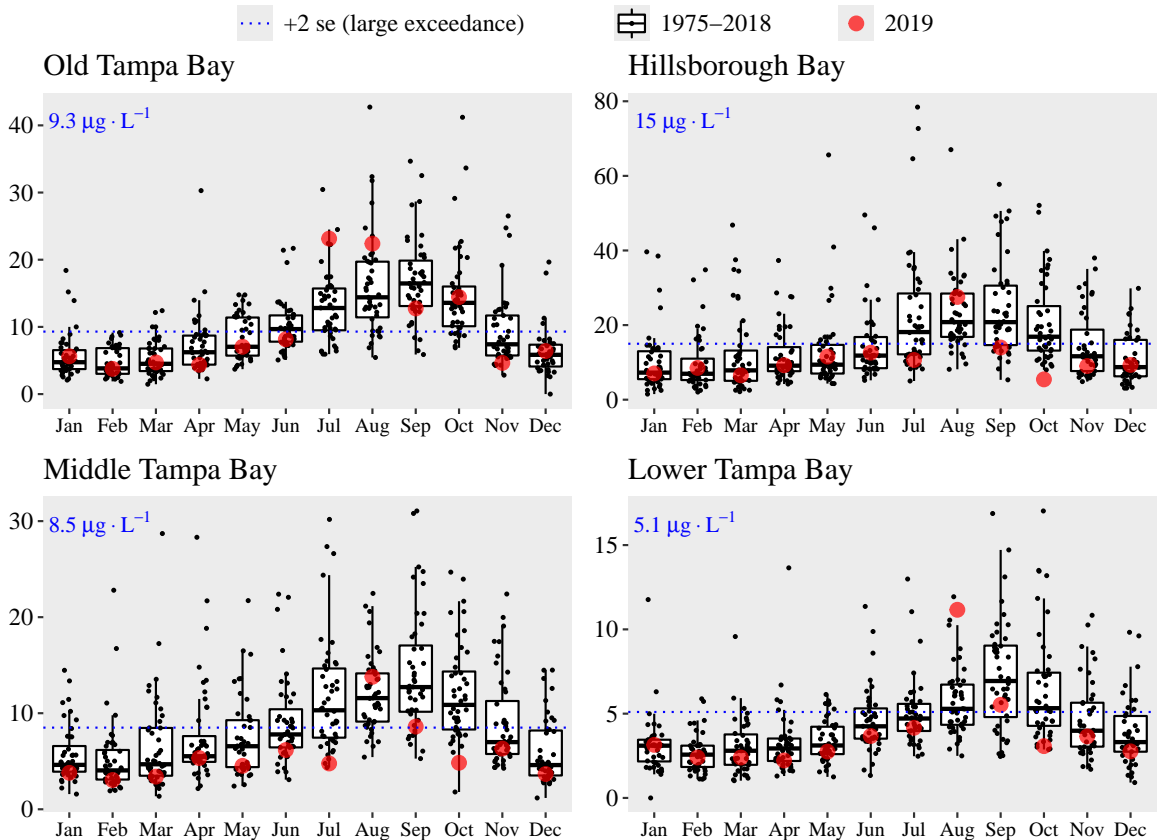 +2 se (large exceedance) 1975–2018 2019
Old Tampa Bay
9.3 μg · L⁻¹
40
30
20
10
0
Jan Feb Mar Apr May Jun Jul Aug Sep Oct Nov Dec
Hillsborough Bay
15 μg · L⁻¹
80
60
40
20
0
Jan Feb Mar Apr May Jun Jul Aug Sep Oct Nov Dec
Middle Tampa Bay
8.5 μg · L⁻¹
30
20
10
0
Jan Feb Mar Apr May Jun Jul Aug Sep Oct Nov Dec
Lower Tampa Bay
5.1 μg · L⁻¹
15
10
5
0
Jan Feb Mar Apr May Jun Jul Aug Sep Oct Nov Dec